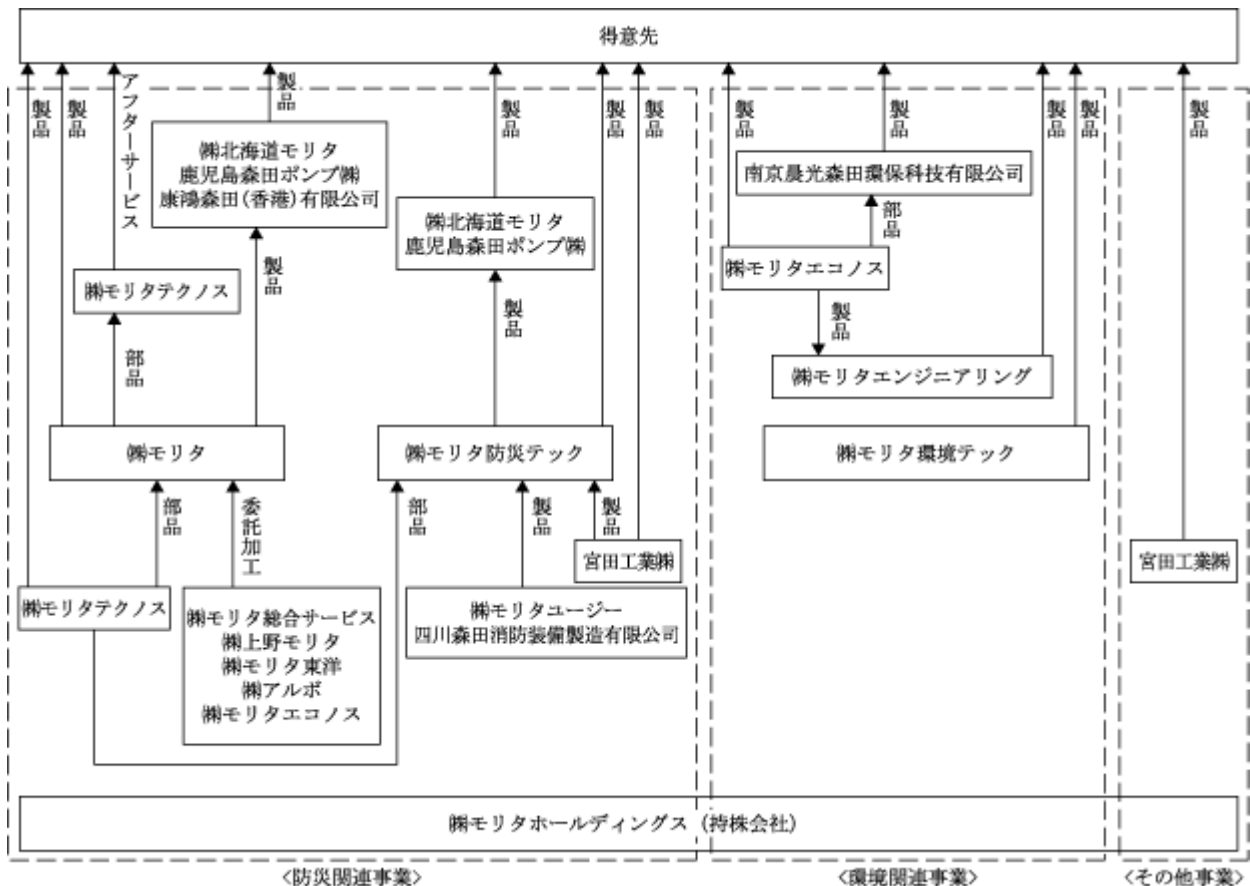 得意先
製品
製品
アフターサービス
製品
製品
製品
製品
製品
製品
製品
製品
製品
㈱北海道モリタ
鹿児島森田ポンプ㈱
康鴻森田(香港)有限公司
南京晨光森田環保科技有限公司
㈱北海道モリタ
鹿児島森田ポンプ㈱
部品
製品
㈱モリタエコノス
㈱モリタテクノス
製品
製品
部品
㈱モリタエンジニアリング
㈱モリタ
㈱モリタ防災テック
㈱モリタ環境テック
部品
委託加工
部品
製品
製品
宮田工業㈱
宮田工業㈱
㈱モリタテクノス
㈱モリタ総合サービス
㈱上野モリタ
㈱モリタ東洋
㈱アルボ
㈱モリタエコノス
㈱モリタユージー
四川森田消防装備製造有限公司
㈱モリタホールディングス (持株会社)
<防災関連事業>
<環境関連事業>
<その他事業>